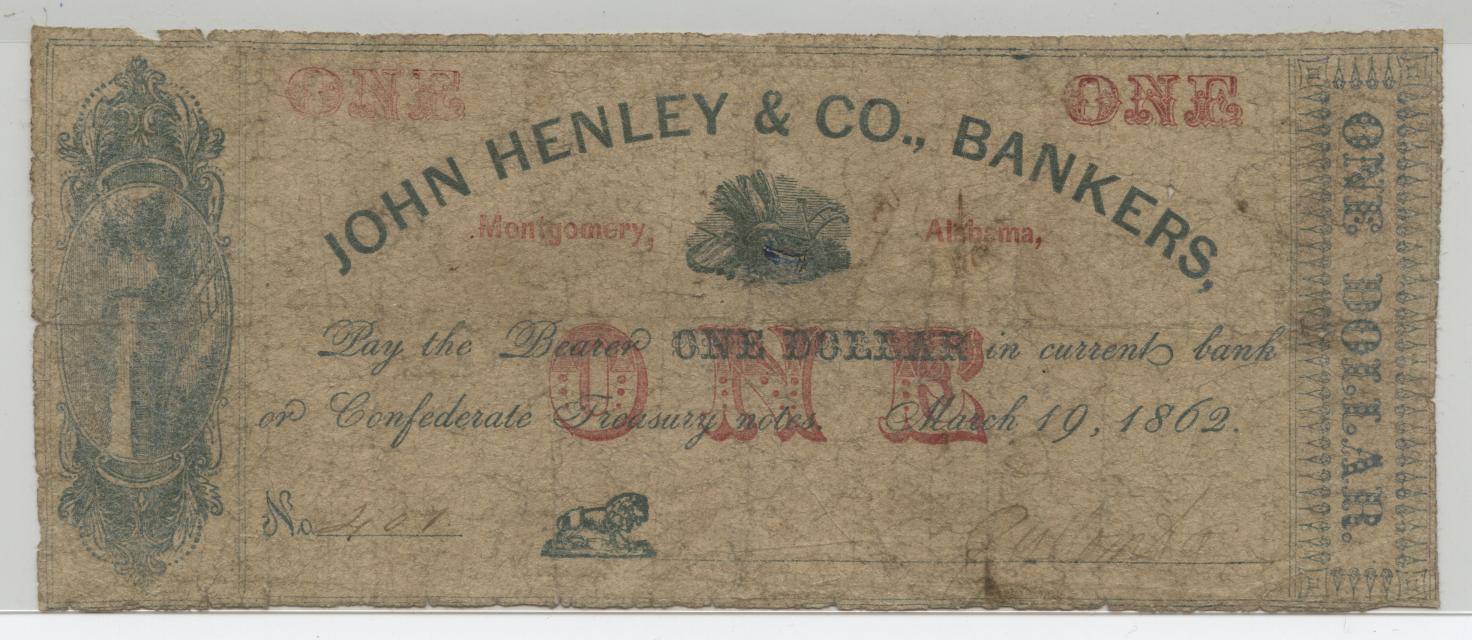 ONE ONE
JOHN HENLEY & CO., BANKERS,
Montgomery, Alabama,
Pay the Bearer ONE DOLLAR in current bank
or Confederate Treasury notes. March 19, 1862.
ONE
No 401
ONE DOLLAR.